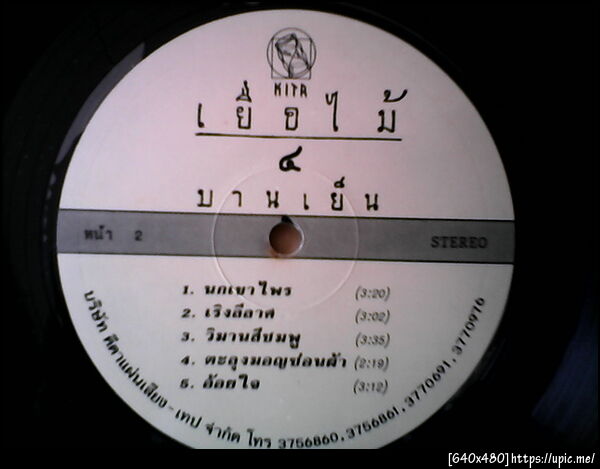 KITA
เยื่อไม้
๔
บานเย็น
หน้า 2
STEREO
1. นกเขาไพร (3:20)
2. เริงลีลาศ (3:02)
3. วิมานสีชมพู (3:35)
4. ตะลุงมอญซ่อนผ้า (2:19)
5. อ้อยใจ (3:12)
บริษัท คีตาแผ่นเสียง-เทป จำกัด โทร 3756860, 3756861, 3770691, 3770976
[640x480]https://upic.me/